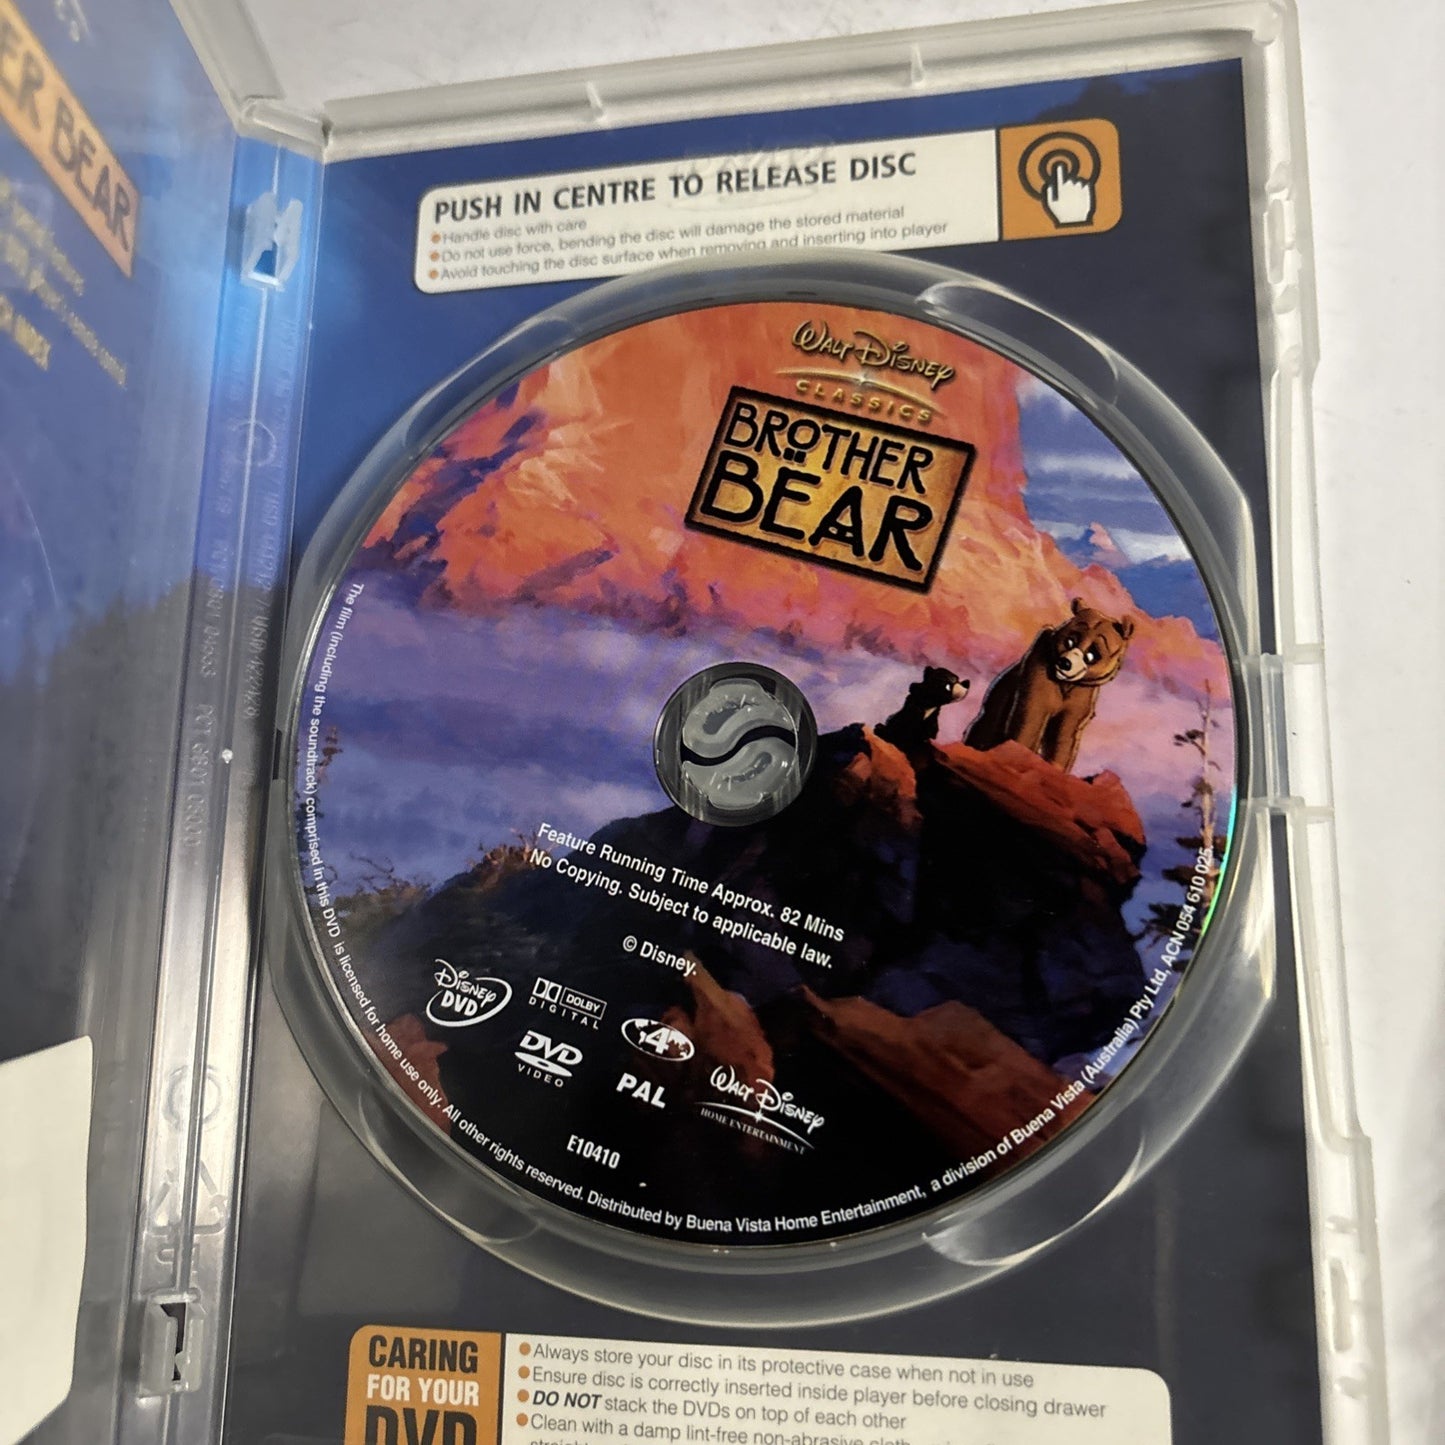 ER BEAR
PUSH IN CENTRE TO RELEASE DISC
Handle disc with care
Do not use force, bending the disc will damage the stored material
Avoid touching the disc surface when removing and inserting into player
WALT DISNEY
CLASSICS
BROTHER
BEAR
Feature Running Time Approx. 82 Mins
No Copying. Subject to applicable law.
© Disney.
DISNEY
DVD
DOLBY
DIGITAL
DVD
VIDEO
4
PAL
WALT DISNEY
HOME ENTERTAINMENT
E10410
The film (including the soundtrack) comprised in this DVD is licensed for home use only. All other rights reserved. Distributed by Buena Vista Home Entertainment, a division of Buena Vista (Australia) Pty Ltd, ACN 054 610 025.
CARING
FOR YOUR
DVD
Always store your disc in its protective case when not in use
Ensure disc is correctly inserted inside player before closing drawer
DO NOT stack the DVDs on top of each other
Clean with a damp lint-free non-abrasive cloth